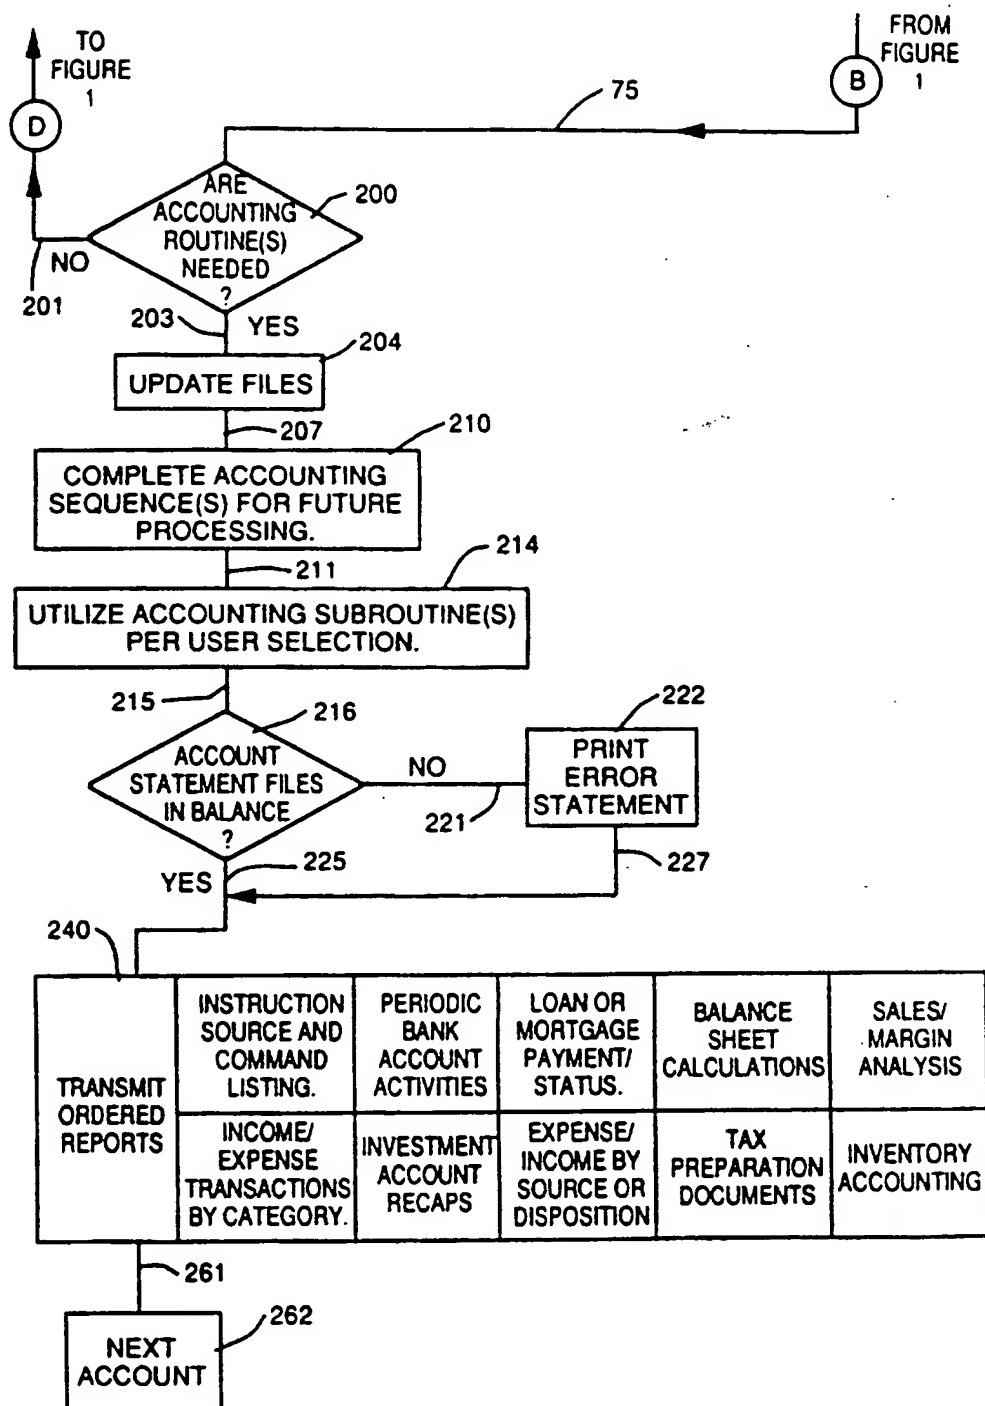 TO
FIGURE
1
D
FROM
FIGURE
1
B
75
ARE
ACCOUNTING
ROUTINE(S)
NEEDED
?
200
NO
201
203
YES
204
UPDATE FILES
207
210
COMPLETE ACCOUNTING
SEQUENCE(S) FOR FUTURE
PROCESSING.
211
214
UTILIZE ACCOUNTING SUBROUTINE(S)
PER USER SELECTION.
215
216
ACCOUNT
STATEMENT FILES
IN BALANCE
?
NO
221
222
PRINT
ERROR
STATEMENT
227
225
YES
240
TRANSMIT
ORDERED
REPORTS
INSTRUCTION
SOURCE AND
COMMAND
LISTING.
PERIODIC
BANK
ACCOUNT
ACTIVITIES
LOAN OR
MORTGAGE
PAYMENT/
STATUS.
BALANCE
SHEET
CALCULATIONS
SALES/
MARGIN
ANALYSIS
INCOME/
EXPENSE
TRANSACTIONS
BY CATEGORY.
INVESTMENT
ACCOUNT
RECAPS
EXPENSE/
INCOME BY
SOURCE OR
DISPOSITION
TAX
PREPARATION
DOCUMENTS
INVENTORY
ACCOUNTING
261
262
NEXT
ACCOUNT